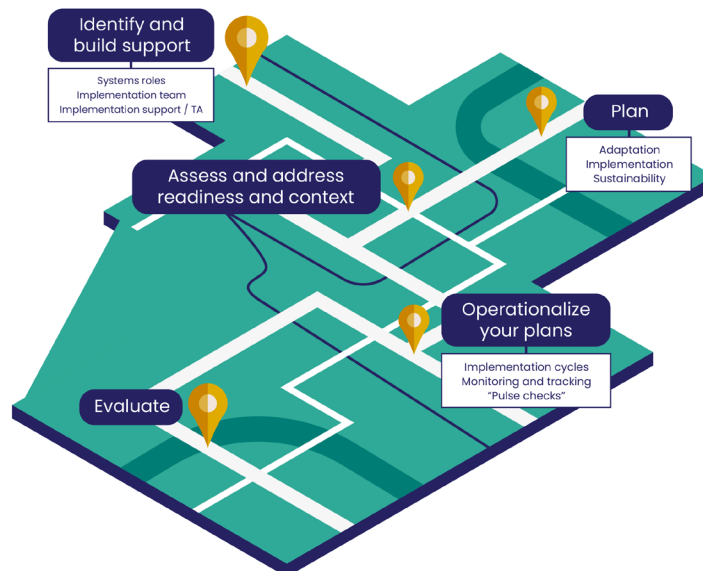 Identify and
build support
Systems roles
Implementation team
Implementation support / TA
Plan
Adaptation
Implementation
Sustainability
Assess and address
readiness and context
Operationalize
your plans
Implementation cycles
Monitoring and tracking
“Pulse checks”
Evaluate